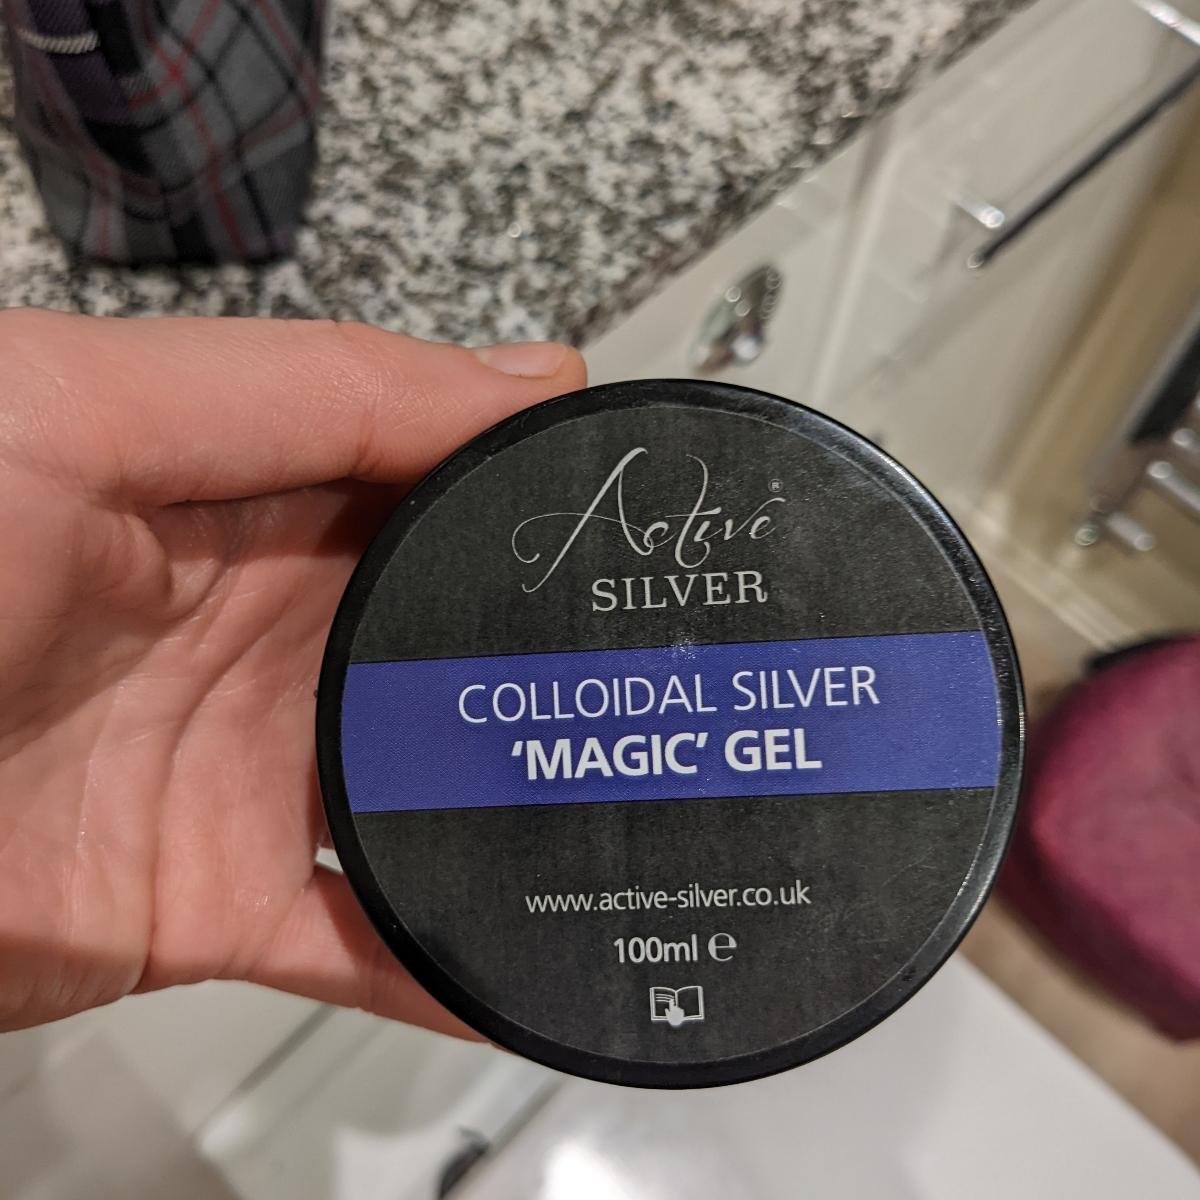 Active®
SILVER
COLLOIDAL SILVER
‘MAGIC’ GEL
www.active-silver.co.uk
100ml ℮